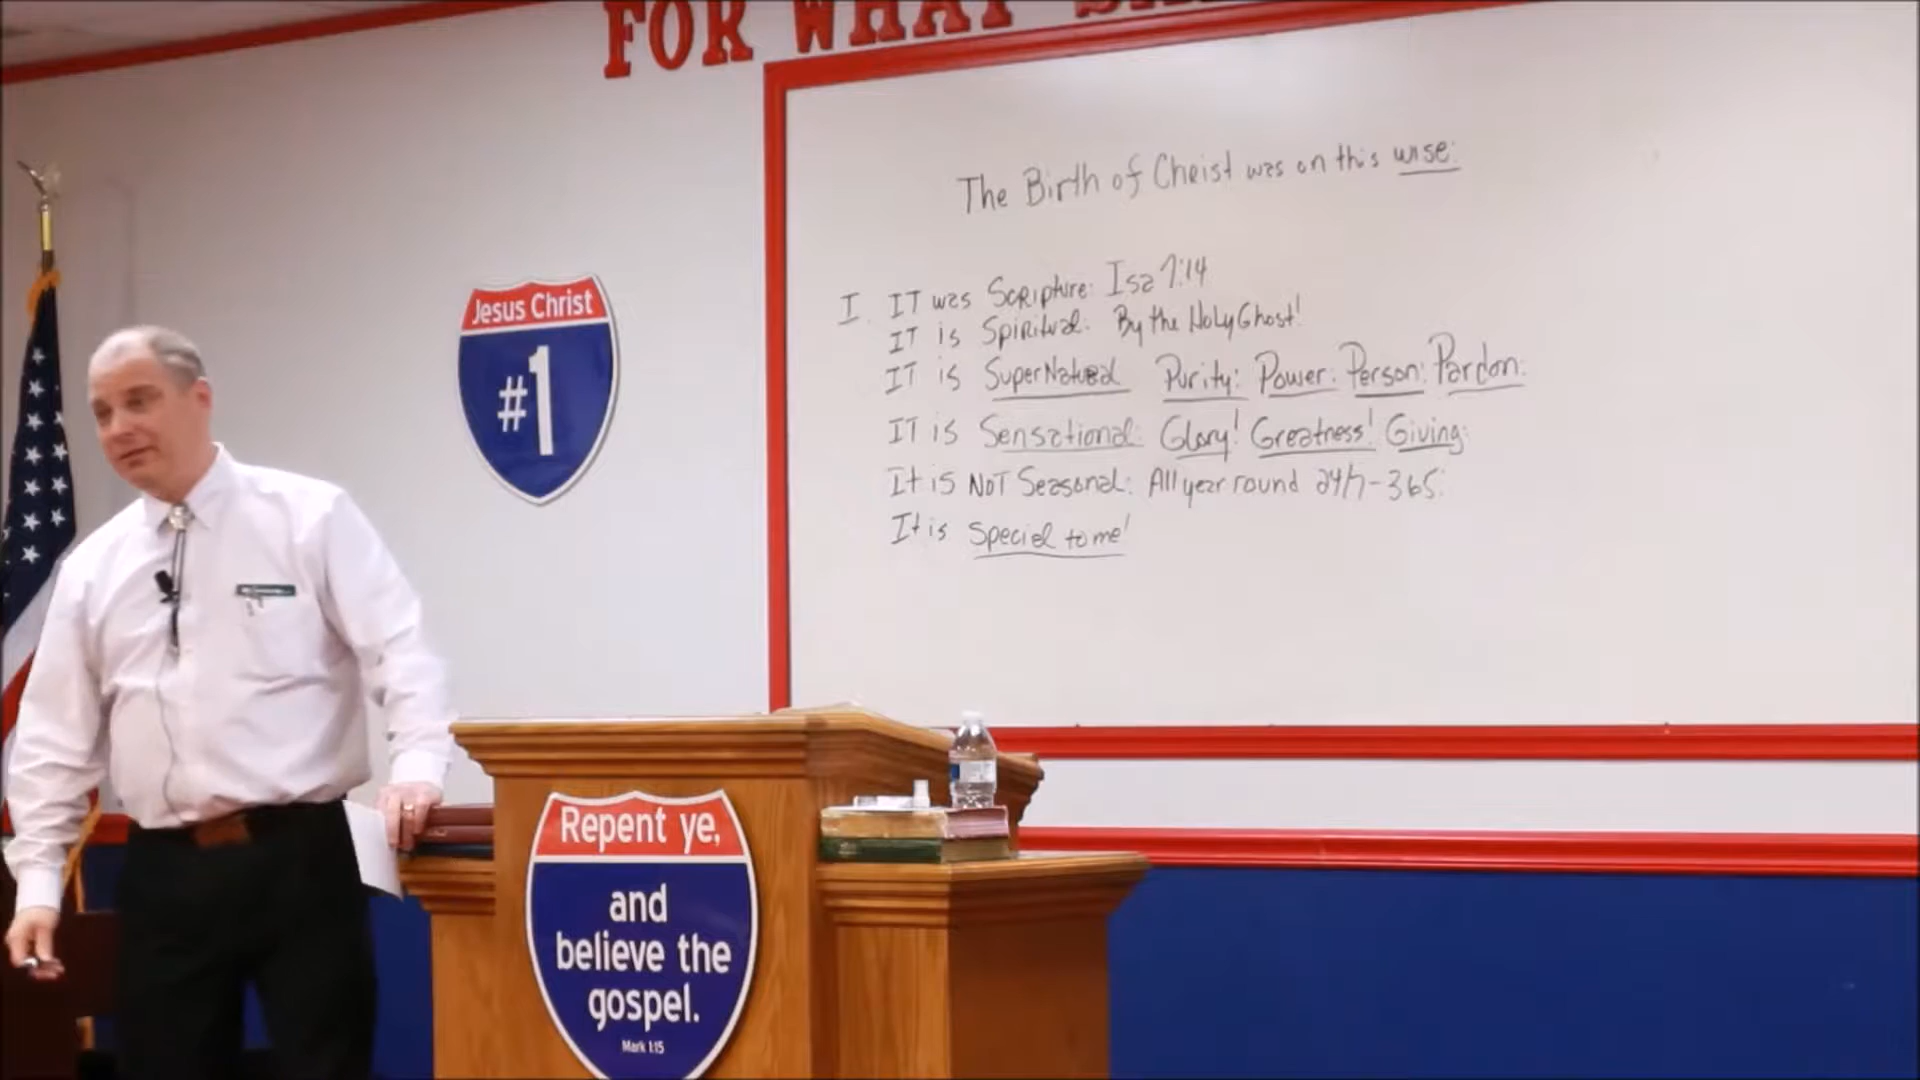 FOR WHAT
The Birth of Christ was on this wise:
I. IT was Scripture: Isa 7:14
IT is Spiritual: By the Holy Ghost!
IT is SuperNatural Purity: Power: Person: Pardon:
IT is Sensational: Glory! Greatness! Giving:
It is NOT Seasonal: All year round 24/7-365:
It is Special to me!
Jesus Christ
#1
Repent ye,
and
believe the
gospel.
Mark 1:15